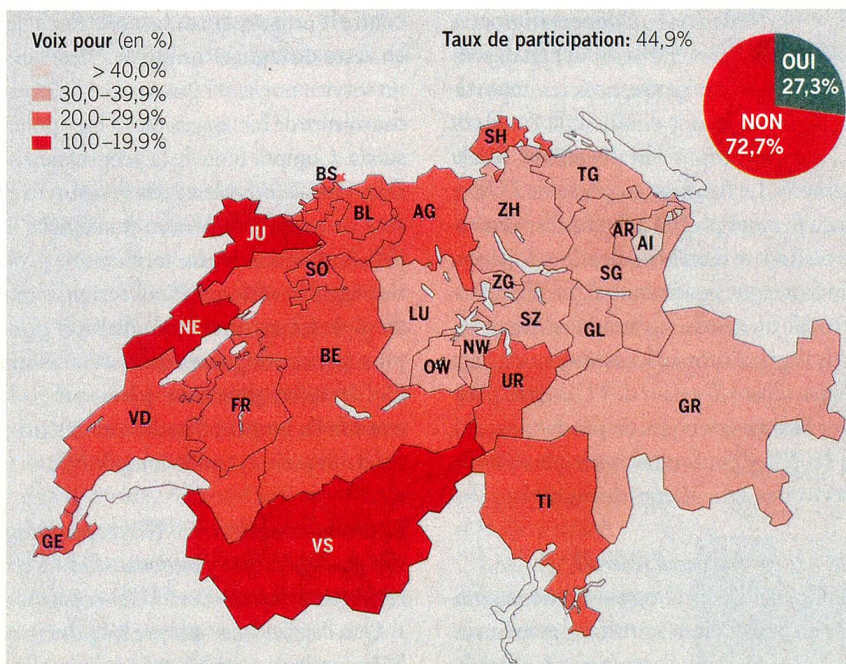 Voix pour (en %)
> 40,0%
30,0–39,9%
20,0–29,9%
10,0–19,9%
Taux de participation: 44,9%
OUI
27,3%
NON
72,7%
SH
BS
TG
BL
AG
ZH
JU
AR
AI
SO
SG
ZG
LU
NE
SZ
GL
BE
NW
OW
UR
FR
GR
VD
TI
GE
VS